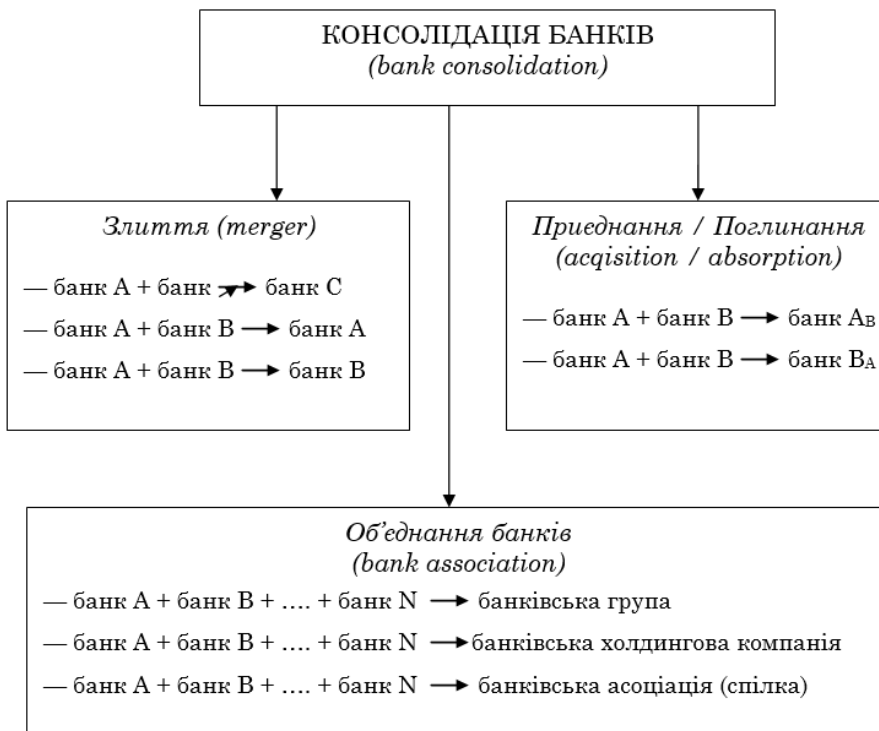 КОНСОЛІДАЦІЯ БАНКІВ
(bank consolidation)
Злиття (merger)
— банк А + банк → банк С
— банк А + банк В → банк А
— банк А + банк В → банк В
Приєднання / Поглинання
(acqisition / absorption)
— банк А + банк В → банк АВ
— банк А + банк В → банк ВА
Об’єднання банків
(bank association)
— банк А + банк В + .... + банк N → банківська група
— банк А + банк В + .... + банк N → банківська холдингова компанія
— банк А + банк В + .... + банк N → банківська асоціація (спілка)